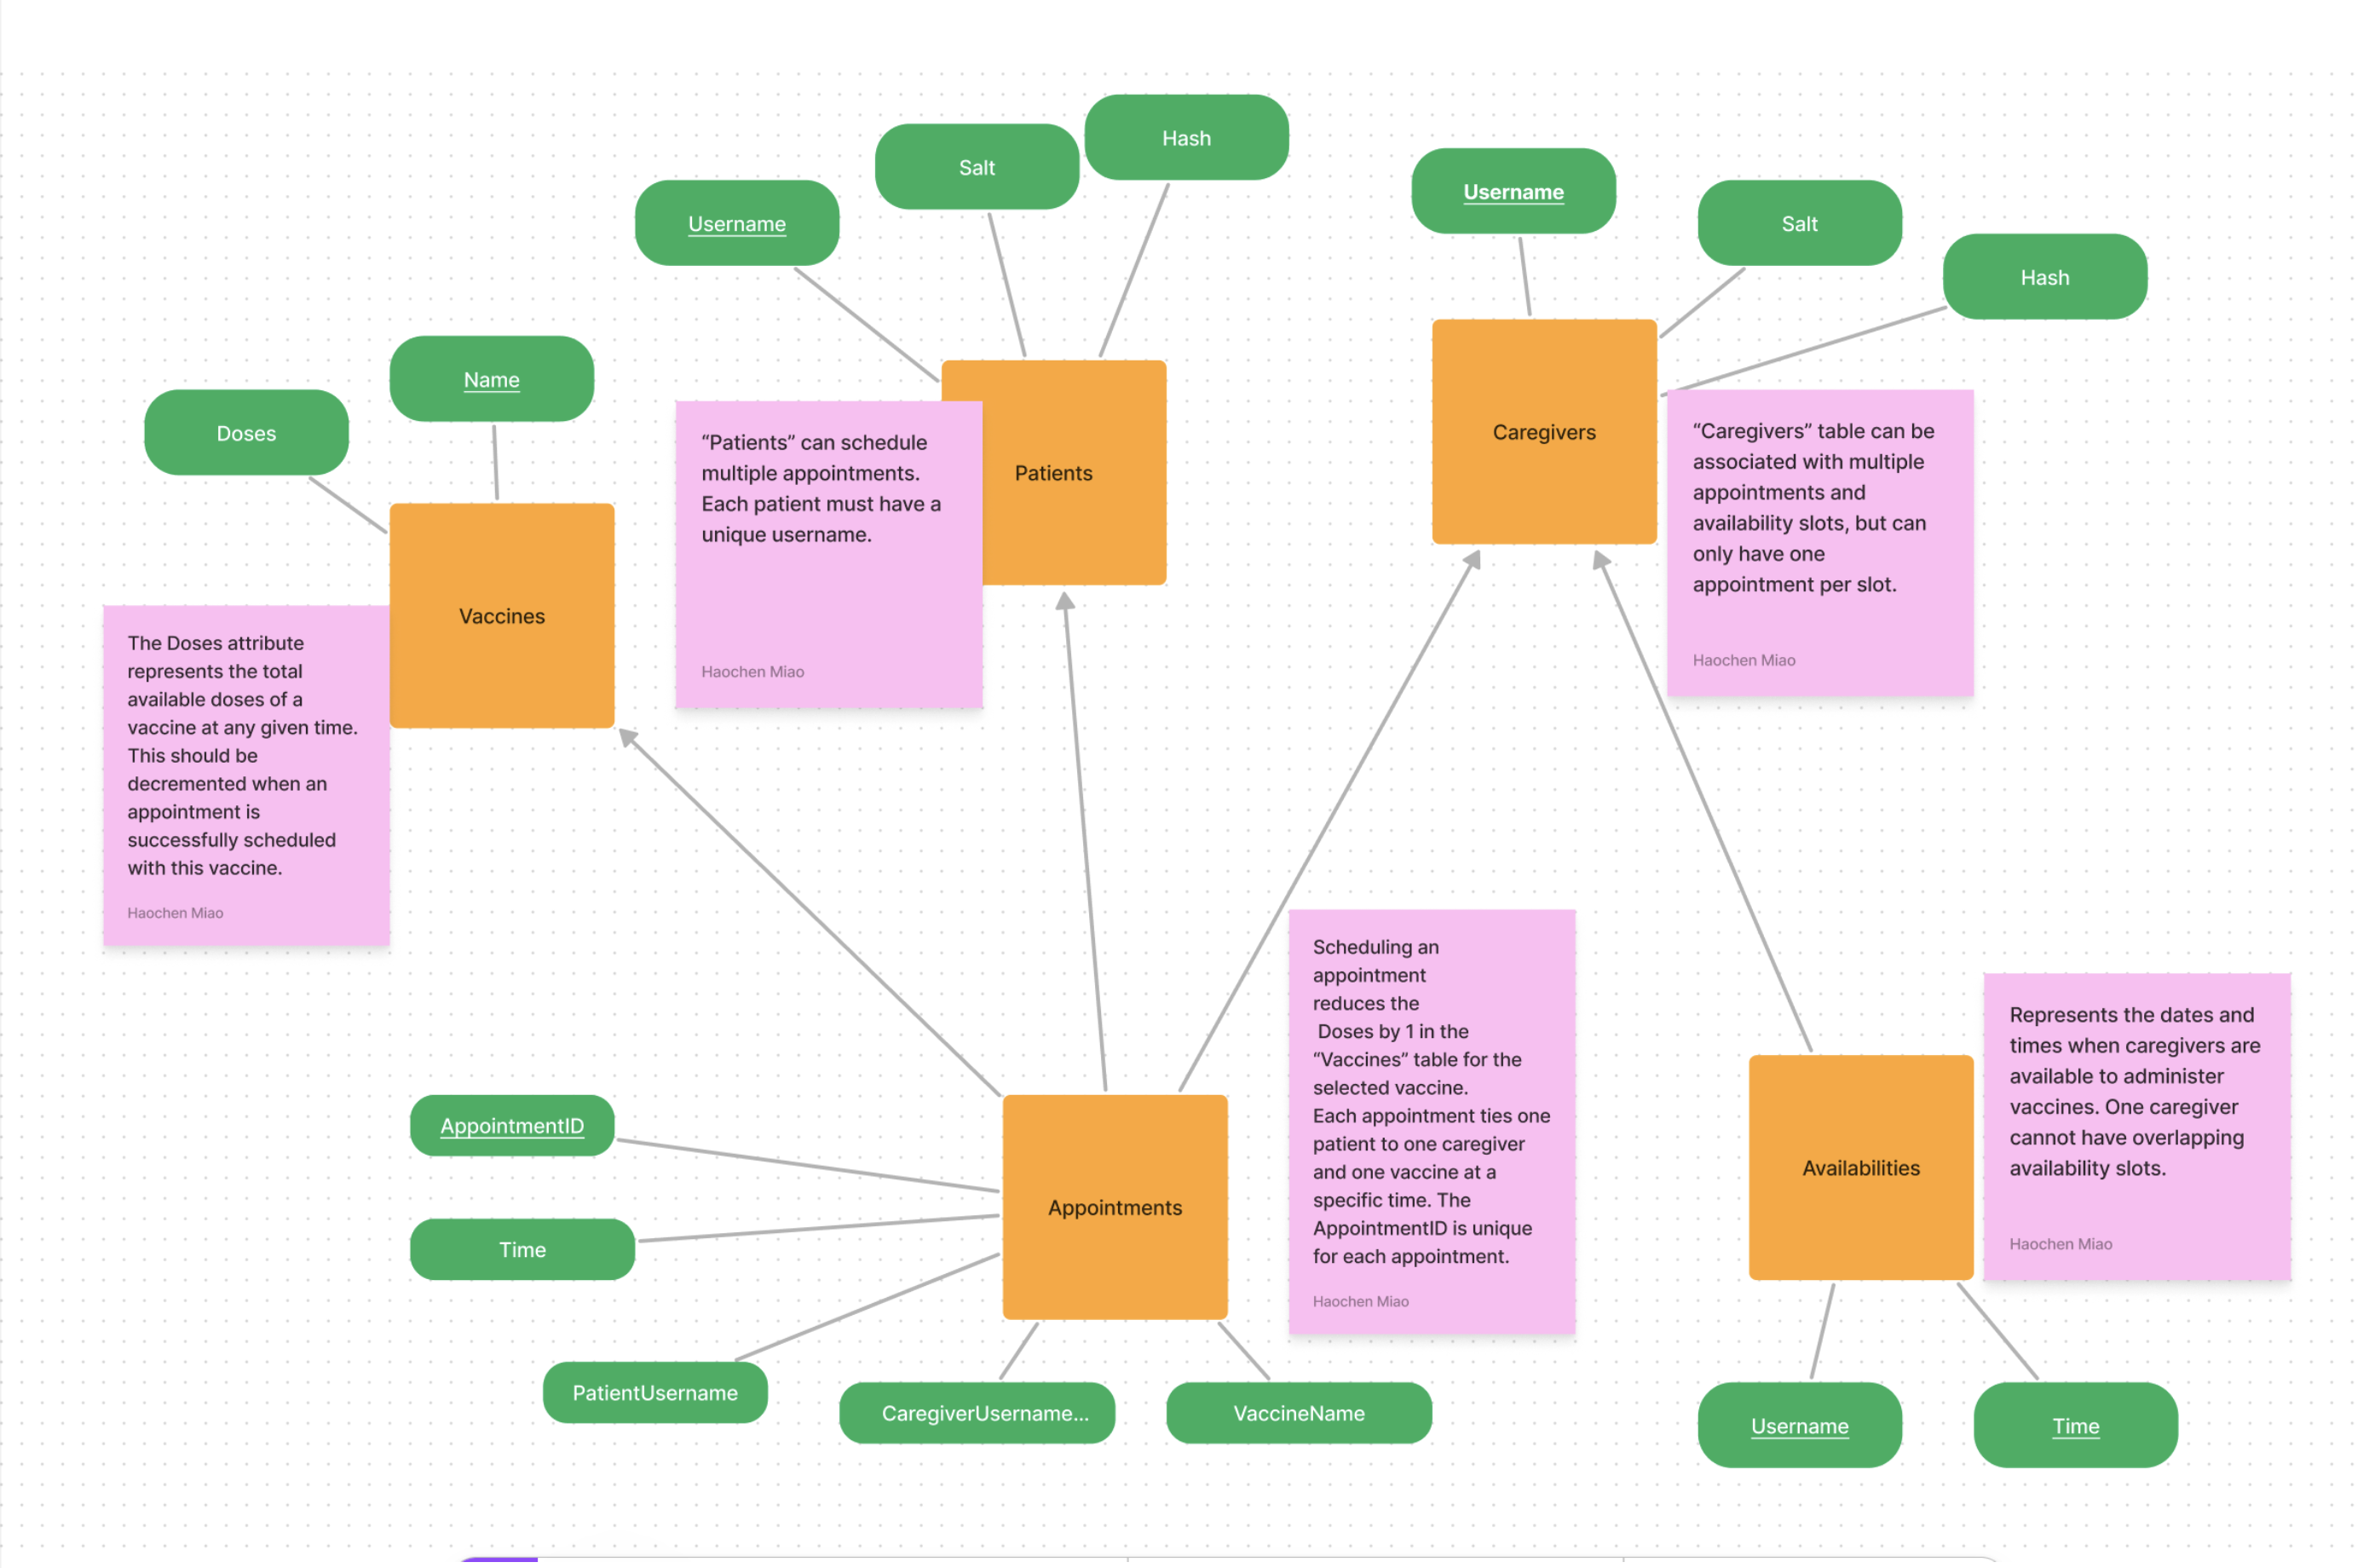 Hash
Salt
Username
Username
Salt
Hash
Name
Doses
Vaccines
Patients
Caregivers
“Patients” can schedule
multiple appointments.
Each patient must have a
unique username.
Haochen Miao
“Caregivers” table can be
associated with multiple
appointments and
availability slots, but can
only have one
appointment per slot.
Haochen Miao
The Doses attribute
represents the total
available doses of a
vaccine at any given time.
This should be
decremented when an
appointment is
successfully scheduled
with this vaccine.
Haochen Miao
Scheduling an
appointment
reduces the
Doses by 1 in the
“Vaccines” table for the
selected vaccine.
Each appointment ties one
patient to one caregiver
and one vaccine at a
specific time. The
AppointmentID is unique
for each appointment.
Haochen Miao
Represents the dates and
times when caregivers are
available to administer
vaccines. One caregiver
cannot have overlapping
availability slots.
Haochen Miao
Availabilities
Appointments
AppointmentID
Time
PatientUsername
CaregiverUsername...
VaccineName
Username
Time